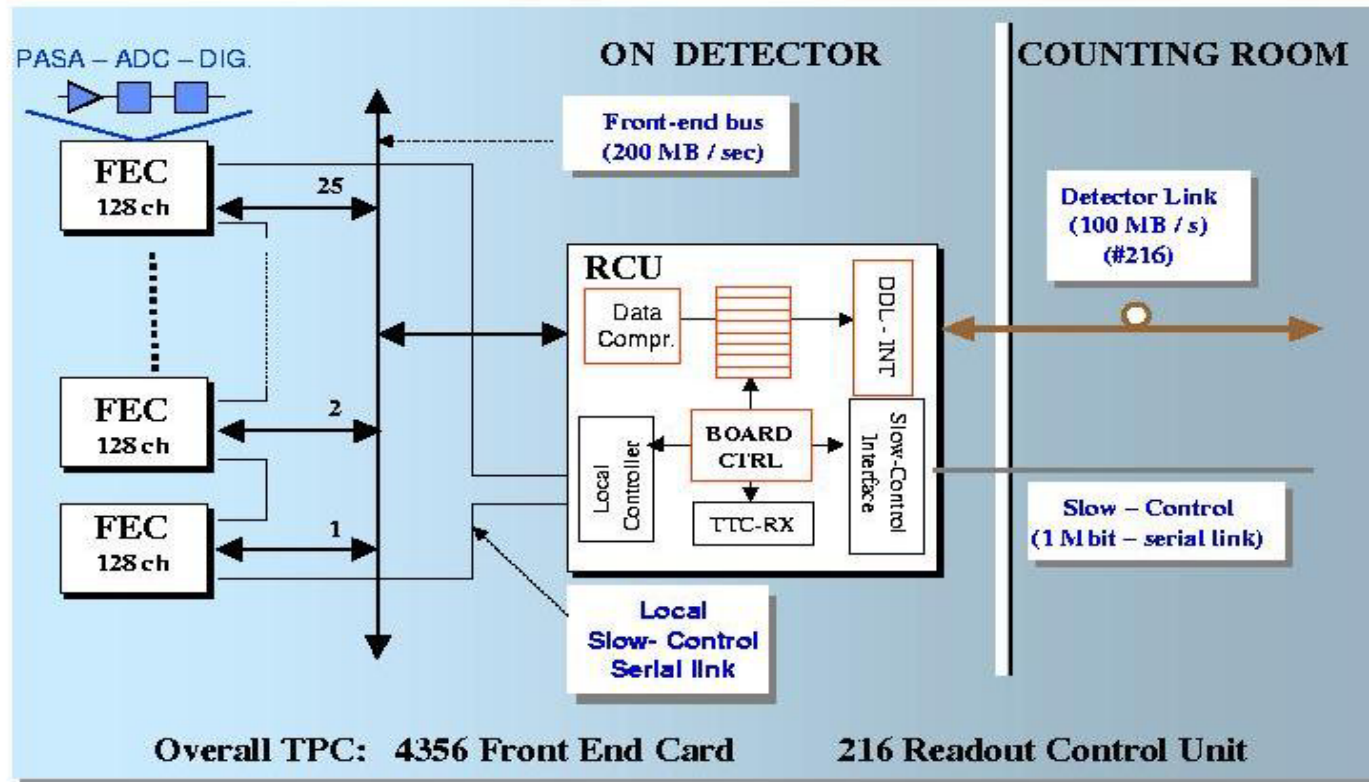 ON DETECTOR
COUNTING ROOM
PASA – ADC – DIG.
FEC
128 ch
25
Front-end bus
(200 MB / sec)
Detector Link
(100 MB / s)
(#216)
RCU
Data
Compr.
DDL - INT
FEC
128 ch
2
BOARD
CTRL
Local
Controller
Slow-Control
Interface
TTC-RX
FEC
128 ch
1
Slow – Control
(1 Mbit – serial link)
Local
Slow- Control
Serial link
Overall TPC: 4356 Front End Card 216 Readout Control Unit